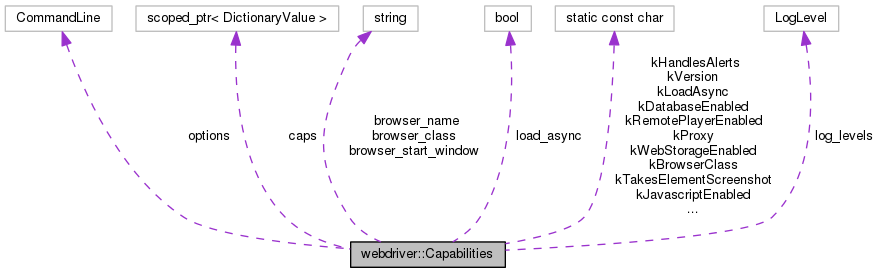 CommandLine
scoped_ptr< DictionaryValue >
string
bool
static const char
LogLevel
options
caps
browser_name
browser_class
browser_start_window
load_async
kHandlesAlerts
kVersion
kLoadAsync
kDatabaseEnabled
kRemotePlayerEnabled
kProxy
kWebStorageEnabled
kBrowserClass
kTakesElementScreenshot
kJavascriptEnabled
...
log_levels
webdriver::Capabilities